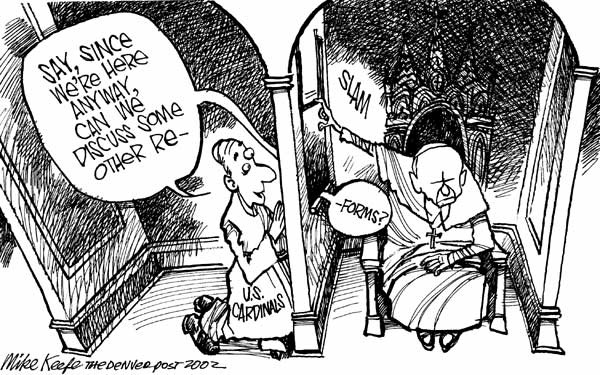 SAY, SINCE
WE'RE HERE
ANYWAY,
CAN WE
DISCUSS SOME
OTHER RE-
SLAM
-FORMS?
U.S.
CARDINALS
Mike Keefe THE DENVER POST 2002